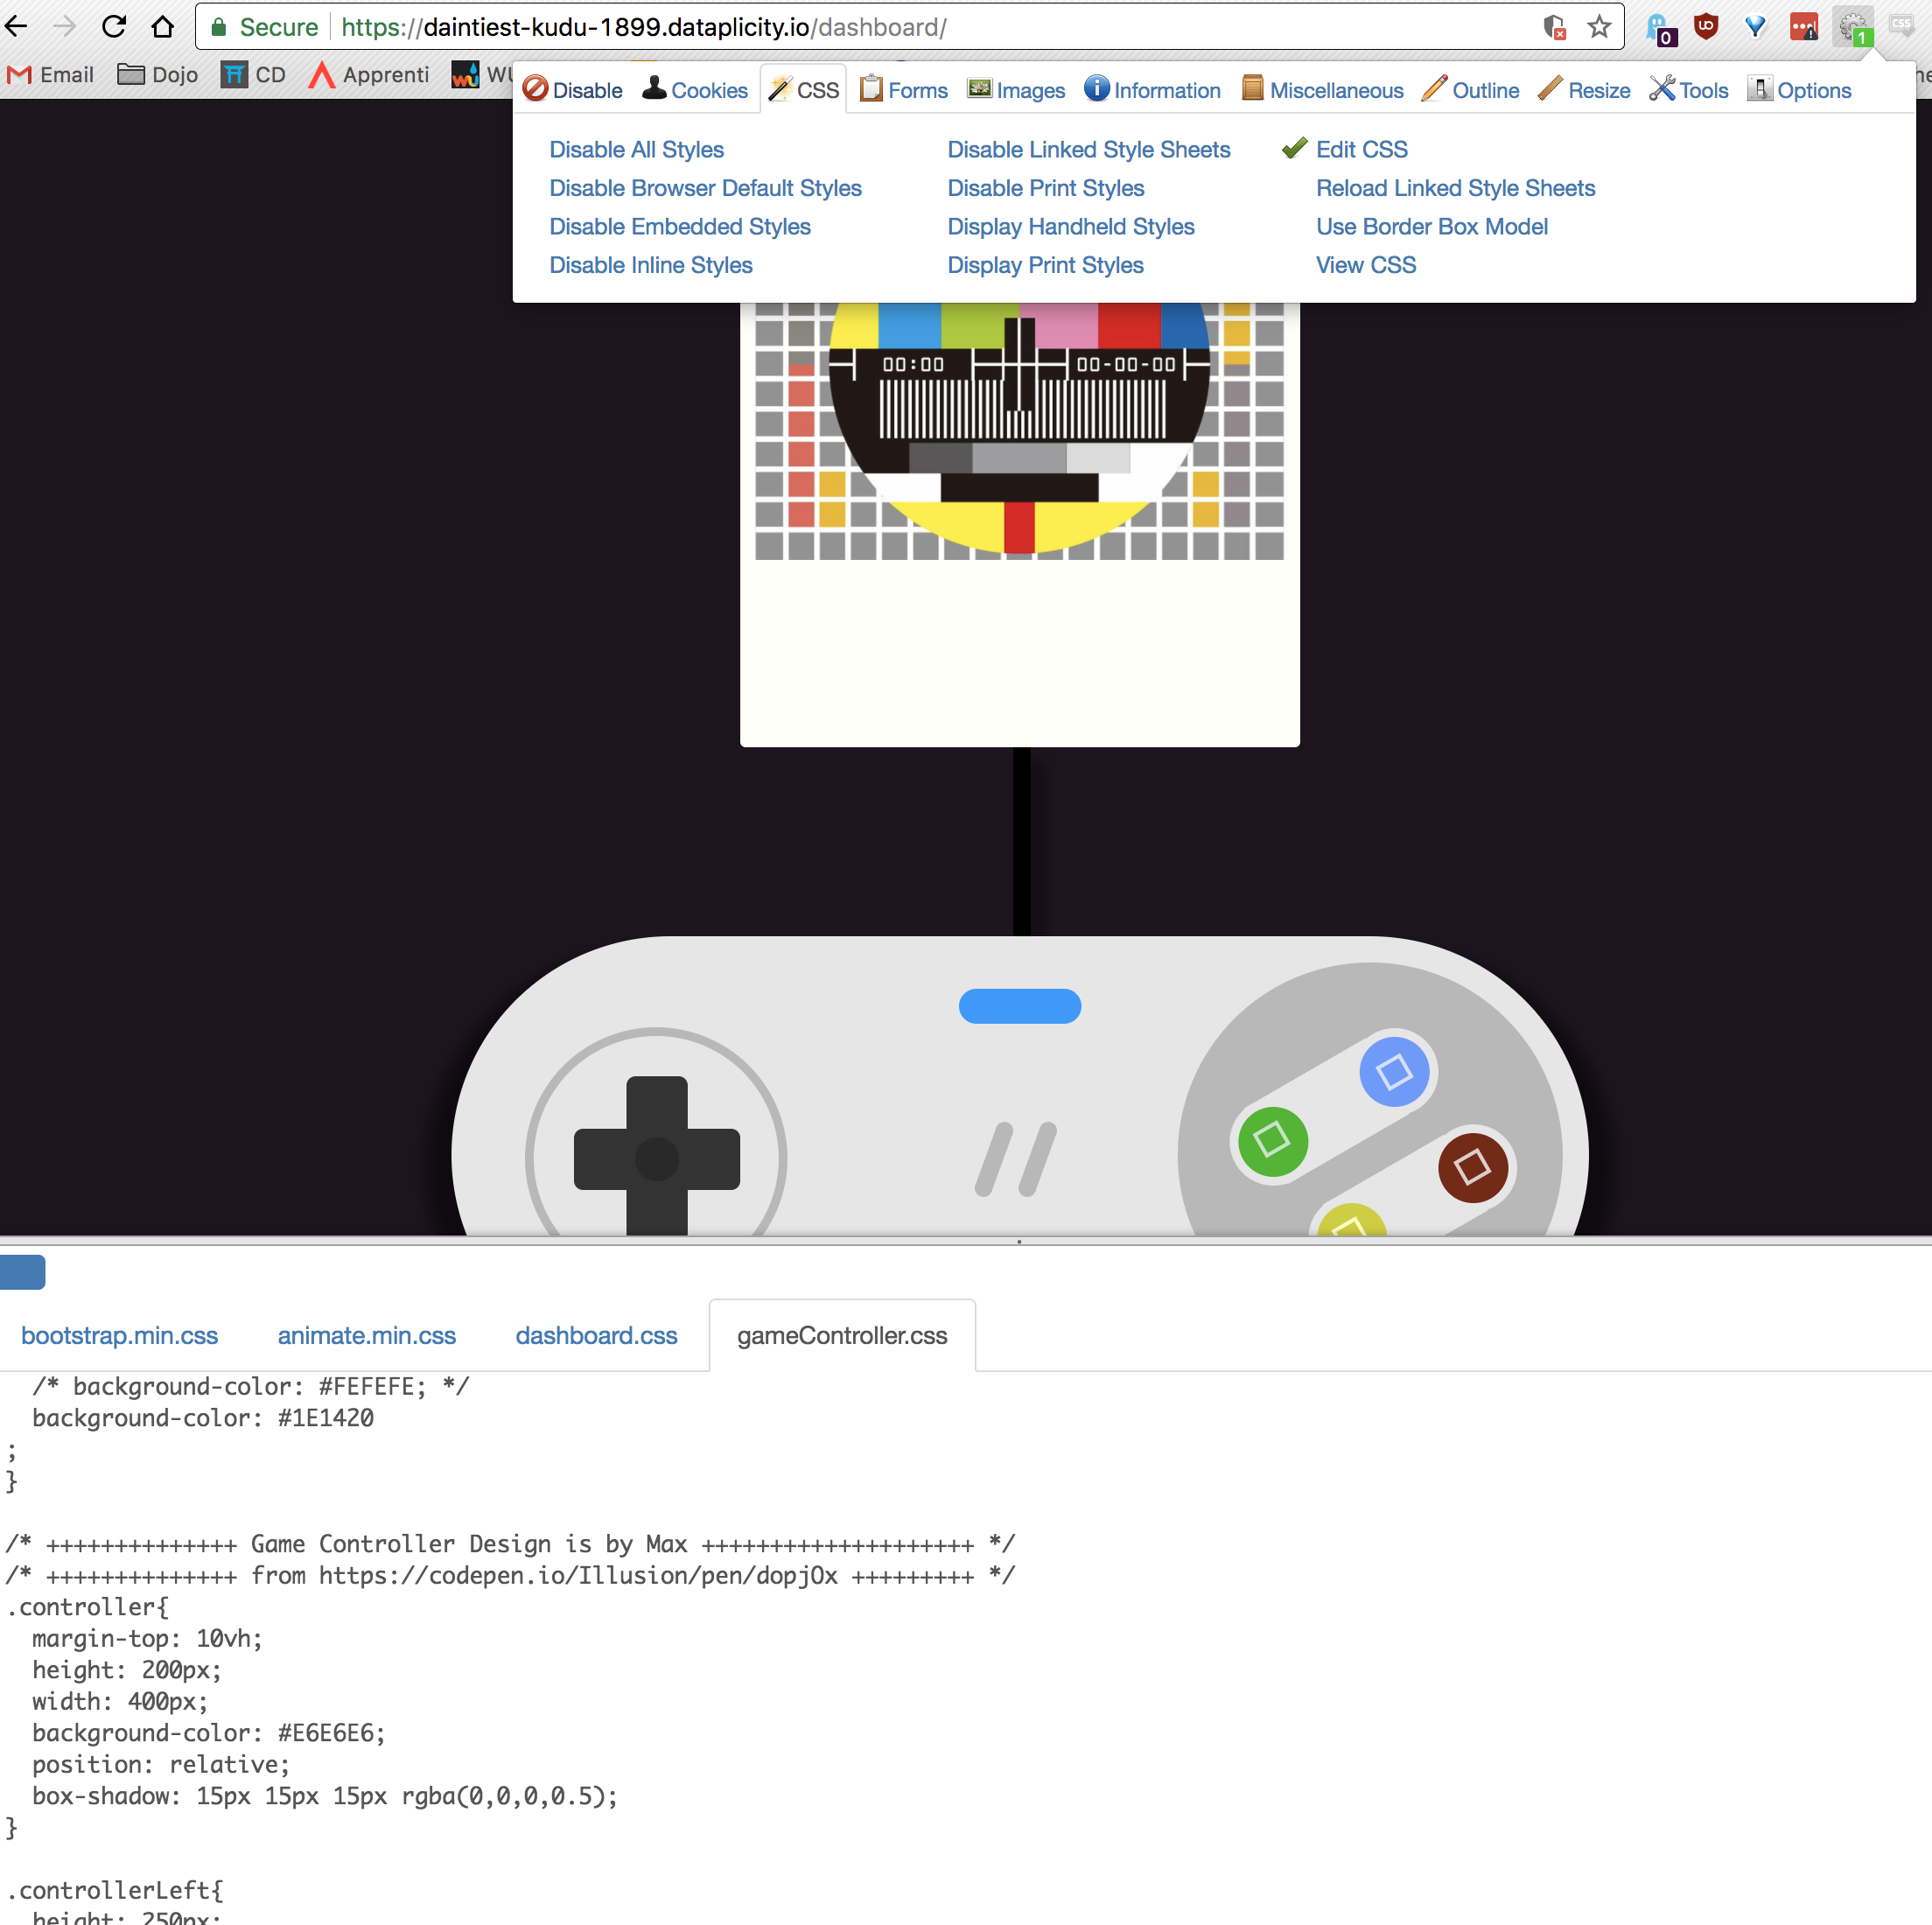 Secure https://daintiest-kudu-1899.dataplicity.io/dashboard/ 0 1 CSS
Email Dojo CD Apprenti
Disable Cookies CSS Forms Images Information Miscellaneous Outline Resize Tools Options
Disable All Styles Disable Linked Style Sheets Edit CSS
Disable Browser Default Styles Disable Print Styles Reload Linked Style Sheets
Disable Embedded Styles Display Handheld Styles Use Border Box Model
Disable Inline Styles Display Print Styles View CSS
00:00 00-00-00
bootstrap.min.css animate.min.css dashboard.css gameController.css
/* background-color: #FEFEFE; */
background-color: #1E1420
;
}
/* ++++++++++++++ Game Controller Design is by Max ++++++++++++++++++++ */
/* ++++++++++++++ from https://codepen.io/Illusion/pen/dopjOx +++++++++ */
.controller{
margin-top: 10vh;
height: 200px;
width: 400px;
background-color: #E6E6E6;
position: relative;
box-shadow: 15px 15px 15px rgba(0,0,0,0.5);
}
.controllerLeft{
height: 250px;